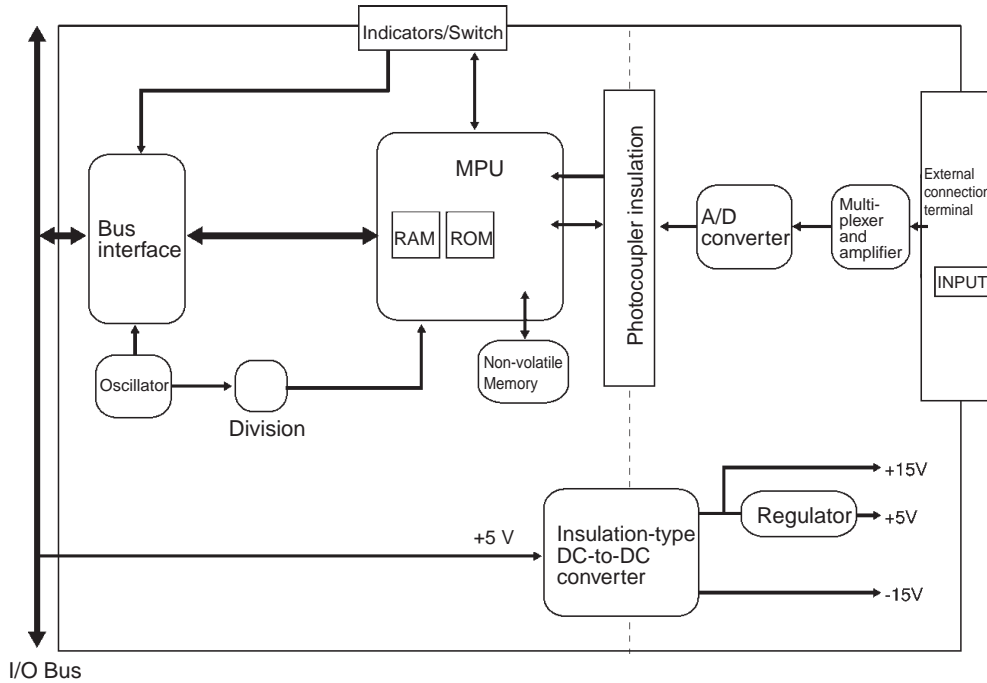 Indicators/Switch
MPU
RAM
ROM
Bus
interface
Oscillator
Division
Non-volatile
Memory
Photocoupler insulation
A/D
converter
Multi-
plexer
and
amplifier
External
connection
terminal
INPUT
+5 V
Insulation-type
DC-to-DC
converter
Regulator
+15V
+5V
-15V
I/O Bus